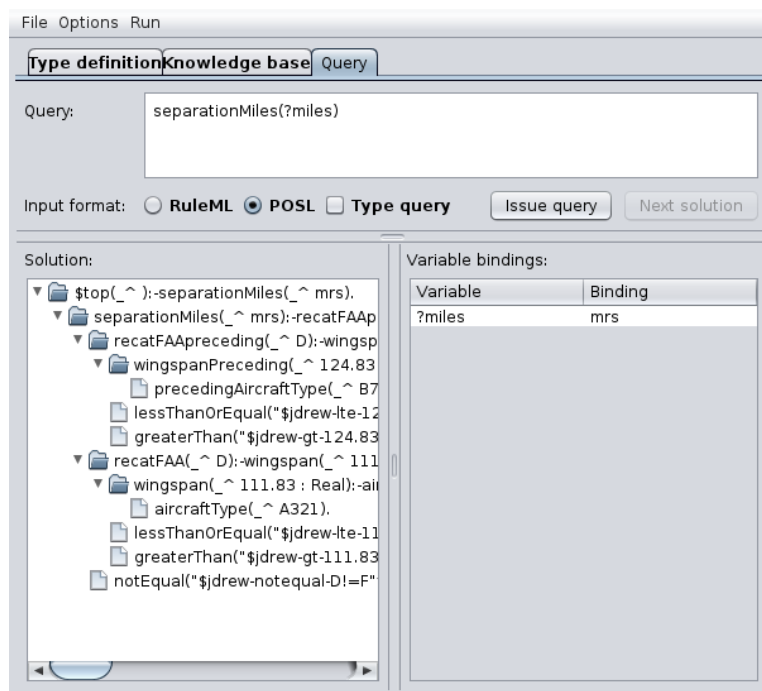 File Options Run
Type definition Knowledge base Query
Query: separationMiles(?miles)
Input format: RuleML POSL Type query Issue query Next solution
Solution:
$top(_^ ):-separationMiles(_^ mrs).
separationMiles(_^ mrs):-recatFAAp
recatFAApreceding(_^ D):-wingsp
wingspanPreceding(_^ 124.83
precedingAircraftType(_^ B7
lessThanOrEqual("$jdrew-lte-12
greaterThan("$jdrew-gt-124.83
recatFAA(_^ D):-wingspan(_^ 111
wingspan(_^ 111.83 : Real):-air
aircraftType(_^ A321).
lessThanOrEqual("$jdrew-lte-11
greaterThan("$jdrew-gt-111.83
notEqual("$jdrew-notequal-D!=F"
Variable bindings:
Variable Binding
?miles mrs